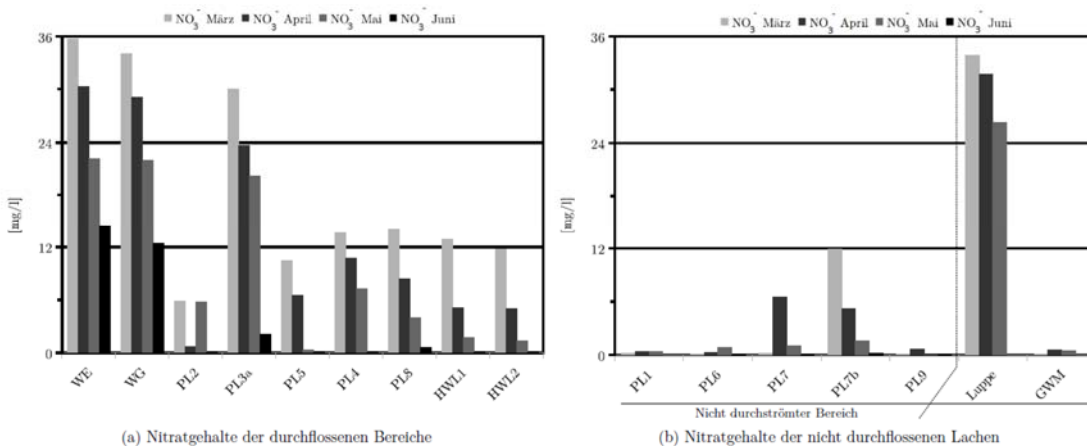 NO₃⁻ März NO₃⁻ April NO₃⁻ Mai NO₃⁻ Juni
36
24
12
0
[mg/l]
WE WG PL2 PL3a PL5 PL4 PL8 HWL1 HWL2
(a) Nitratgehalte der durchflossenen Bereiche
NO₃⁻ März NO₃⁻ April NO₃⁻ Mai NO₃⁻ Juni
36
24
12
0
[mg/l]
PL1 PL6 PL7 PL7b PL9 Luppe GWM
Nicht durchströmter Bereich
(b) Nitratgehalte der nicht durchflossenen Lachen